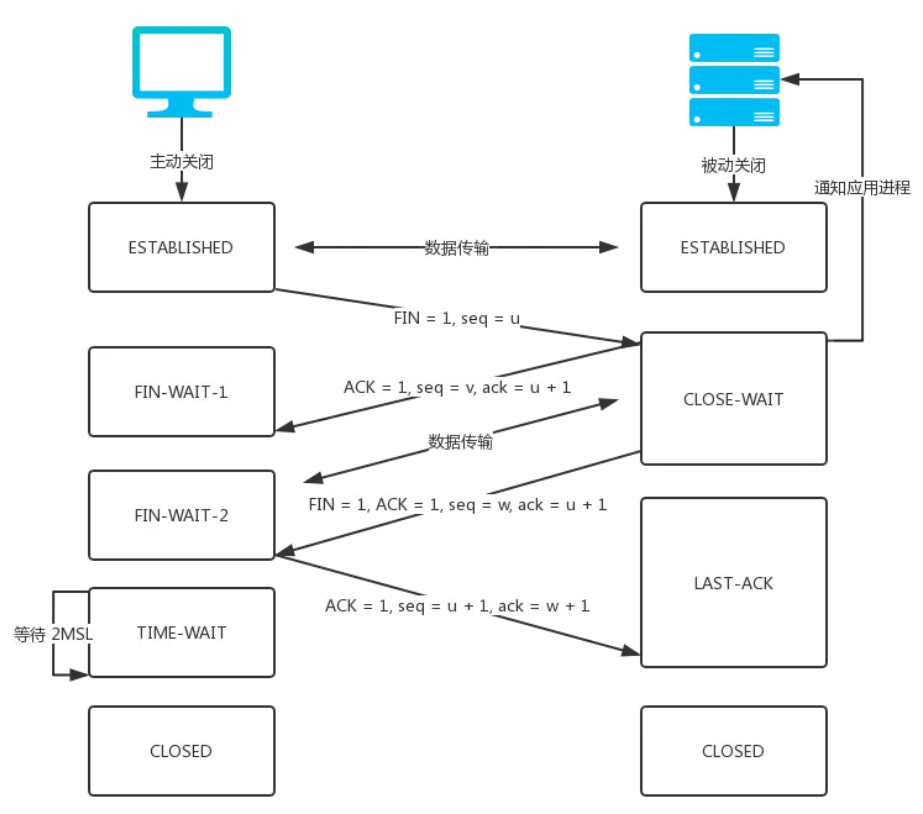 主动关闭
被动关闭
通知应用进程
ESTABLISHED
数据传输
ESTABLISHED
FIN = 1, seq = u
FIN-WAIT-1
ACK = 1, seq = v, ack = u + 1
CLOSE-WAIT
数据传输
FIN-WAIT-2
FIN = 1, ACK = 1, seq = w, ack = u + 1
LAST-ACK
ACK = 1, seq = u + 1, ack = w + 1
等待 2MSL
TIME-WAIT
CLOSED
CLOSED